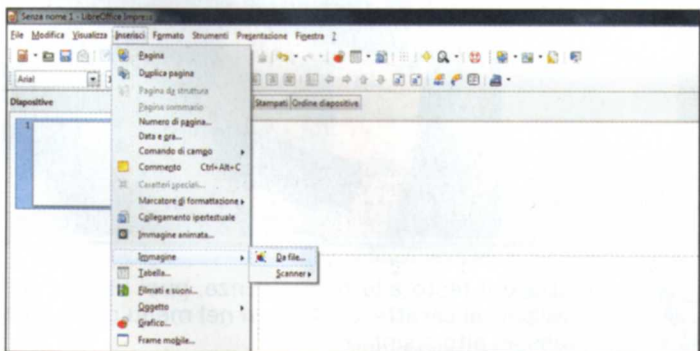 Senza nome 1 - LibreOffice Impress
File Modifica Visualizza Inserisci Formato Strumenti Presentazione Finestra ?
Arial
Diapositive
Stampati Ordine diapositive
1
Pagina
Duplica pagina
Pagina da struttura
Pagina sommario
Numero di pagina...
Data e ora...
Comando di campo
Commento Ctrl+Alt+C
Caratteri speciali...
Marcatore di formattazione
Collegamento ipertestuale
Immagine animata...
Immagine
Da file...
Tabella...
Scanner
Filmati e suoni...
Oggetto
Grafico...
Frame mobile...